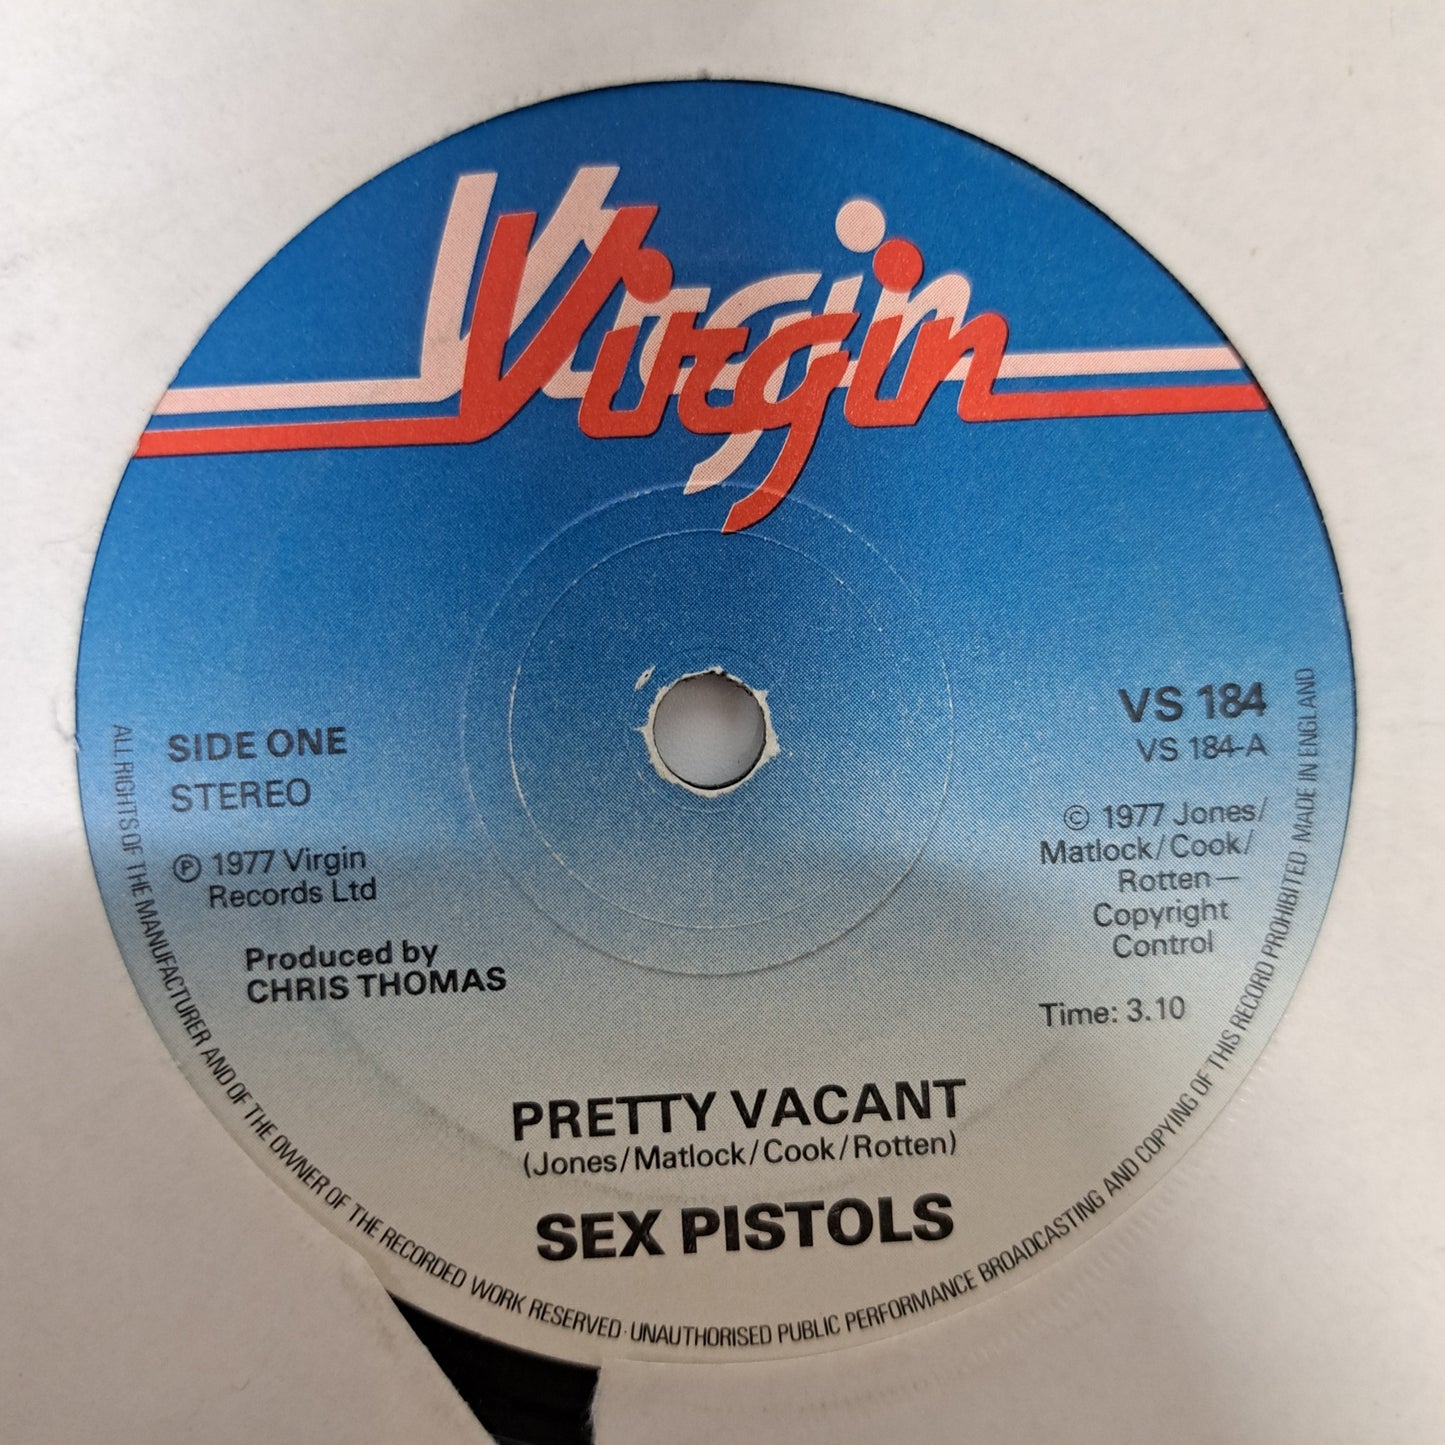 Virgin
SIDE ONE
STEREO
Ⓟ 1977 Virgin
Records Ltd
Produced by
CHRIS THOMAS
VS 184
VS 184-A
© 1977 Jones/
Matlock/Cook/
Rotten—
Copyright
Control
Time: 3.10
PRETTY VACANT
(Jones/Matlock/Cook/Rotten)
SEX PISTOLS
ALL RIGHTS OF THE MANUFACTURER AND OF THE OWNER OF THE RECORDED WORK RESERVED · UNAUTHORISED PUBLIC PERFORMANCE BROADCASTING AND COPYING OF THIS RECORD PROHIBITED MADE IN ENGLAND